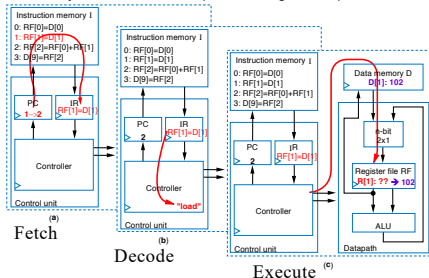 Instruction memory I
0: RF[0]=D[0]
1: RF[1]=D[1]
2: RF[2]=RF[0]+RF[1]
3: D[9]=RF[2]
PC
1->2
IR
RF[1]=D[1]
Controller
Control unit
(a)
Fetch
Instruction memory I
0: RF[0]=D[0]
1: RF[1]=D[1]
2: RF[2]=RF[0]+RF[1]
3: D[9]=RF[2]
PC
2
IR
RF[1]=D[1]
Controller
"load"
Control unit
(b)
Decode
Instruction memory I
0: RF[0]=D[0]
1: RF[1]=D[1]
2: RF[2]=RF[0]+RF[1]
3: D[9]=RF[2]
PC
2
IR
RF[1]=D[1]
Controller
Control unit
Data memory D
D[1]: 102
n-bit
2x1
Register file RF
R[1]: ?? → 102
ALU
Datapath
(c)
Execute